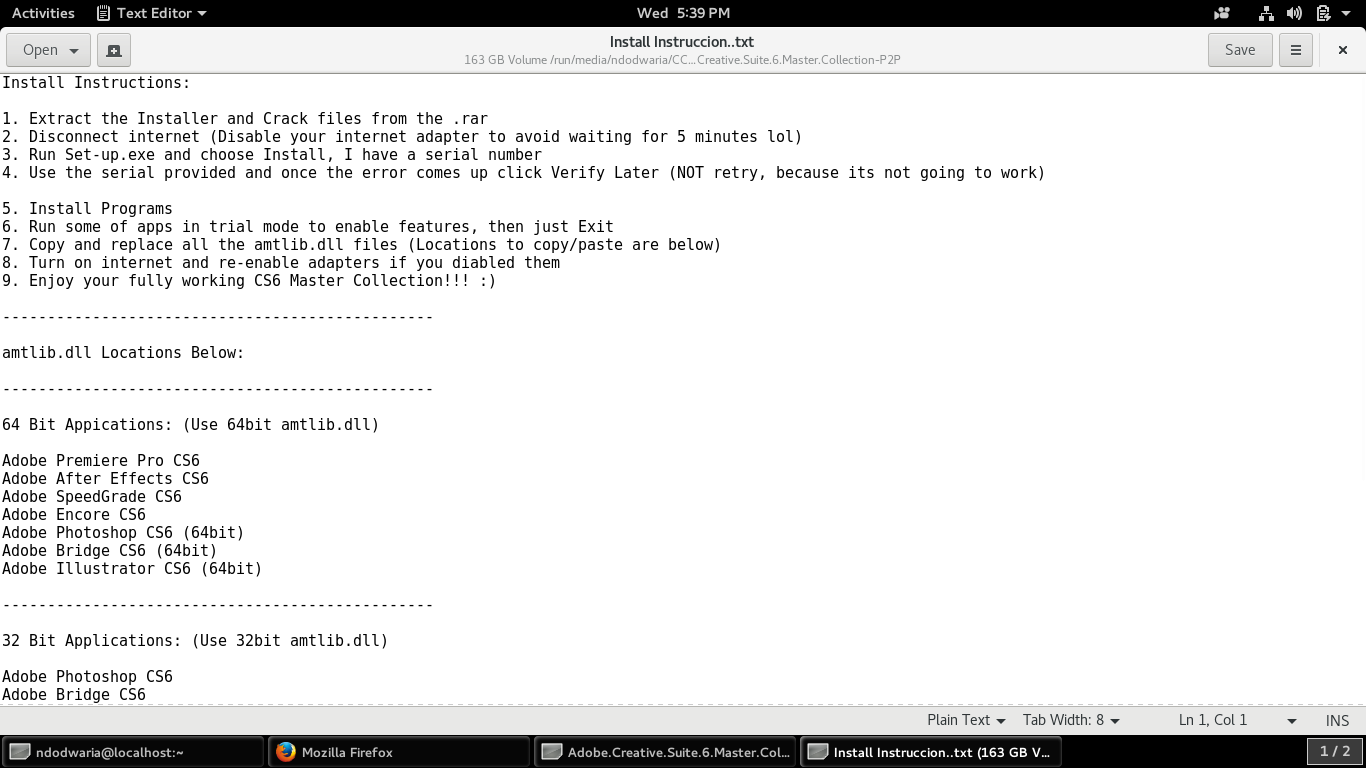 Activities Text Editor Wed 5:39 PM
Open Install Instruccion..txt Save
163 GB Volume /run/media/ndodwaria/CC...Creative.Suite.6.Master.Collection-P2P
Install Instructions:
1. Extract the Installer and Crack files from the .rar
2. Disconnect internet (Disable your internet adapter to avoid waiting for 5 minutes lol)
3. Run Set-up.exe and choose Install, I have a serial number
4. Use the serial provided and once the error comes up click Verify Later (NOT retry, because its not going to work)
5. Install Programs
6. Run some of apps in trial mode to enable features, then just Exit
7. Copy and replace all the amtlib.dll files (Locations to copy/paste are below)
8. Turn on internet and re-enable adapters if you diabled them
9. Enjoy your fully working CS6 Master Collection!!! :)
------------------------------------------------
amtlib.dll Locations Below:
------------------------------------------------
64 Bit Appications: (Use 64bit amtlib.dll)
Adobe Premiere Pro CS6
Adobe After Effects CS6
Adobe SpeedGrade CS6
Adobe Encore CS6
Adobe Photoshop CS6 (64bit)
Adobe Bridge CS6 (64bit)
Adobe Illustrator CS6 (64bit)
------------------------------------------------
32 Bit Applications: (Use 32bit amtlib.dll)
Adobe Photoshop CS6
Adobe Bridge CS6
Plain Text Tab Width: 8 Ln 1, Col 1 INS
ndodwaria@localhost:~ Mozilla Firefox Adobe.Creative.Suite.6.Master.Col... Install Instruccion..txt (163 GB V... 1 / 2